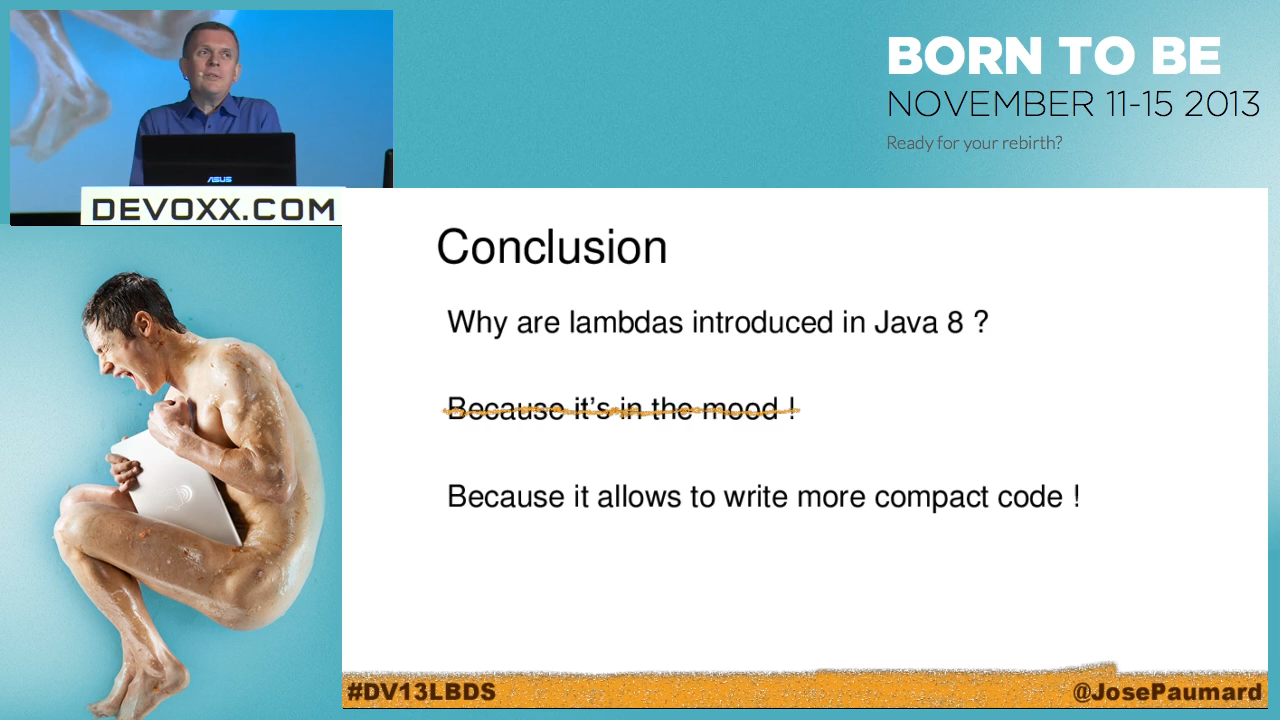 BORN TO BE
NOVEMBER 11-15 2013
Ready for your rebirth?
ASUS
DEVOXX.COM
Conclusion
Why are lambdas introduced in Java 8 ?
Because it's in the mood !
Because it allows to write more compact code !
#DV13LBDS
@JosePaumard